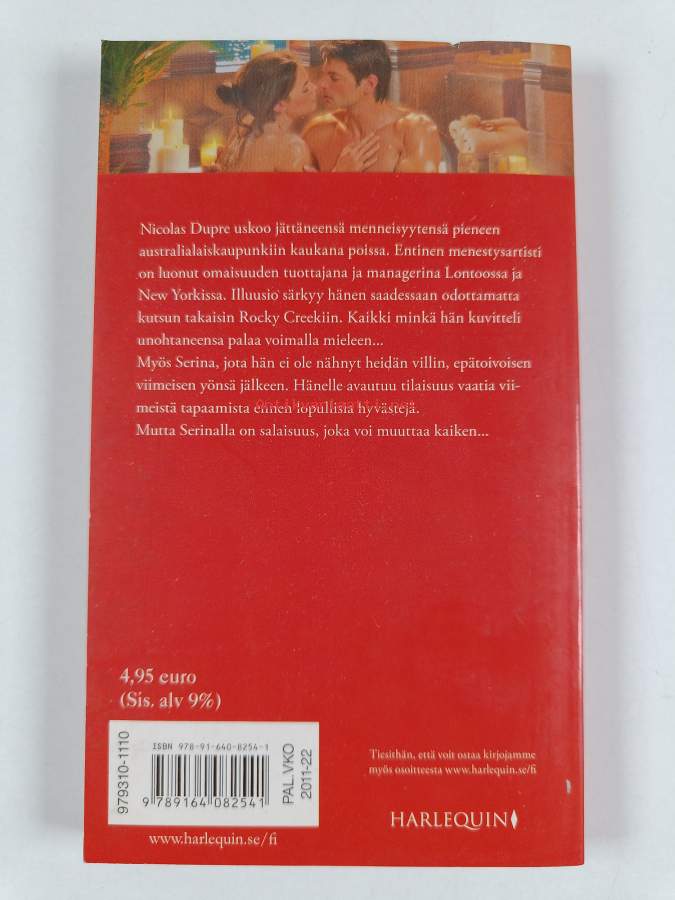 Nicolas Dupre uskoo jättäneensä menneisyytensä pieneen
australialaiskaupunkiin kaukana poissa. Entinen menestysartisti
on luonut omaisuuden tuottajana ja managerina Lontoossa ja
New Yorkissa. Illuusio särkyy hänen saadessaan odottamatta
kutsun takaisin Rocky Creekiin. Kaikki minkä hän kuvitteli
unohtaneensa palaa voimalla mieleen...
Myös Serina, jota hän ei ole nähnyt heidän villin, epätoivoisen
viimeisen yönsä jälkeen. Hänelle avautuu tilaisuus vaatia vii-
meistä tapaamista ennen lopullisia hyvästejä.
Antikvariaatti.net
Mutta Serinalla on salaisuus, joka voi muuttaa kaiken...
4,95 euro
(Sis. alv 9%)
979310-1110
ISBN 978-91-640-8254-1
9 789164 082541
PAL.VKO
2011-22
www.harlequin.se/fi
Tiesithän, että voit ostaa kirjojamme
myös osoitteesta www.harlequin.se/fi
HARLEQUIN